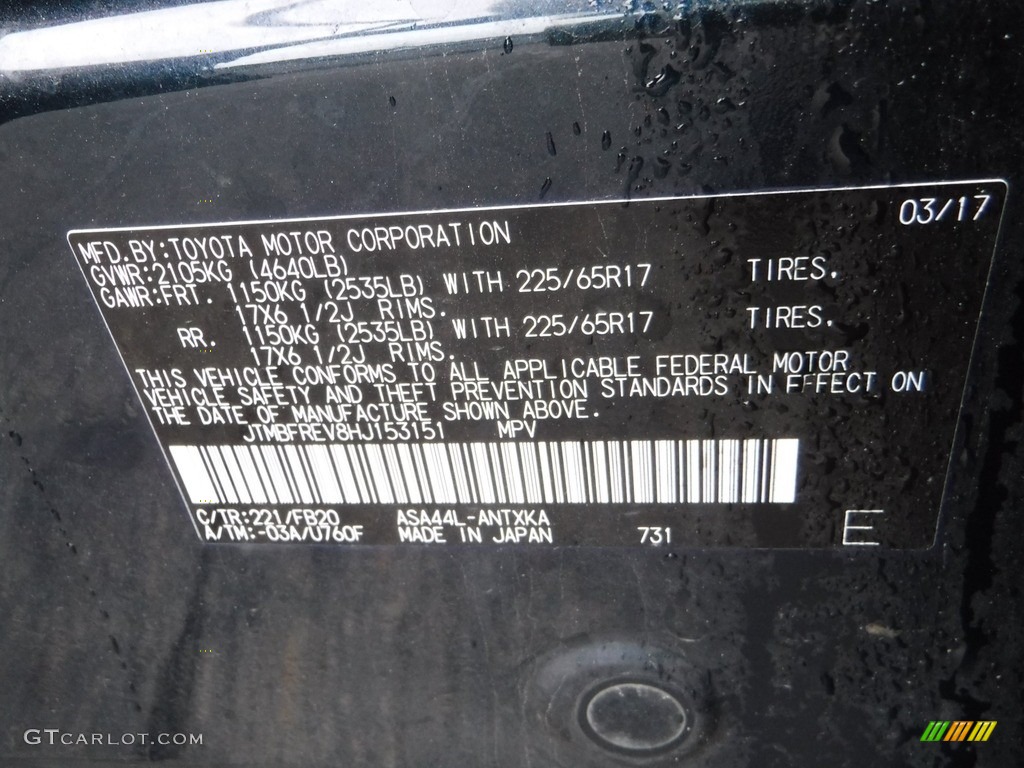 03/17
MFD.BY:TOYOTA MOTOR CORPORATION
GVWR:2105KG (4640LB)
GAWR:FRT. 1150KG (2535LB) WITH 225/65R17 TIRES.
17X6 1/2J RIMS.
RR. 1150KG (2535LB) WITH 225/65R17 TIRES.
17X6 1/2J RIMS.
THIS VEHICLE CONFORMS TO ALL APPLICABLE FEDERAL MOTOR
VEHICLE SAFETY AND THEFT PREVENTION STANDARDS IN EFFECT ON
THE DATE OF MANUFACTURE SHOWN ABOVE.
JTMBFREV8HJ153151 MPV
C/TR:221/FB20 ASA44L-ANTXKA
A/TM:-03A/U760F MADE IN JAPAN 731 E
GTCARLOT.COM